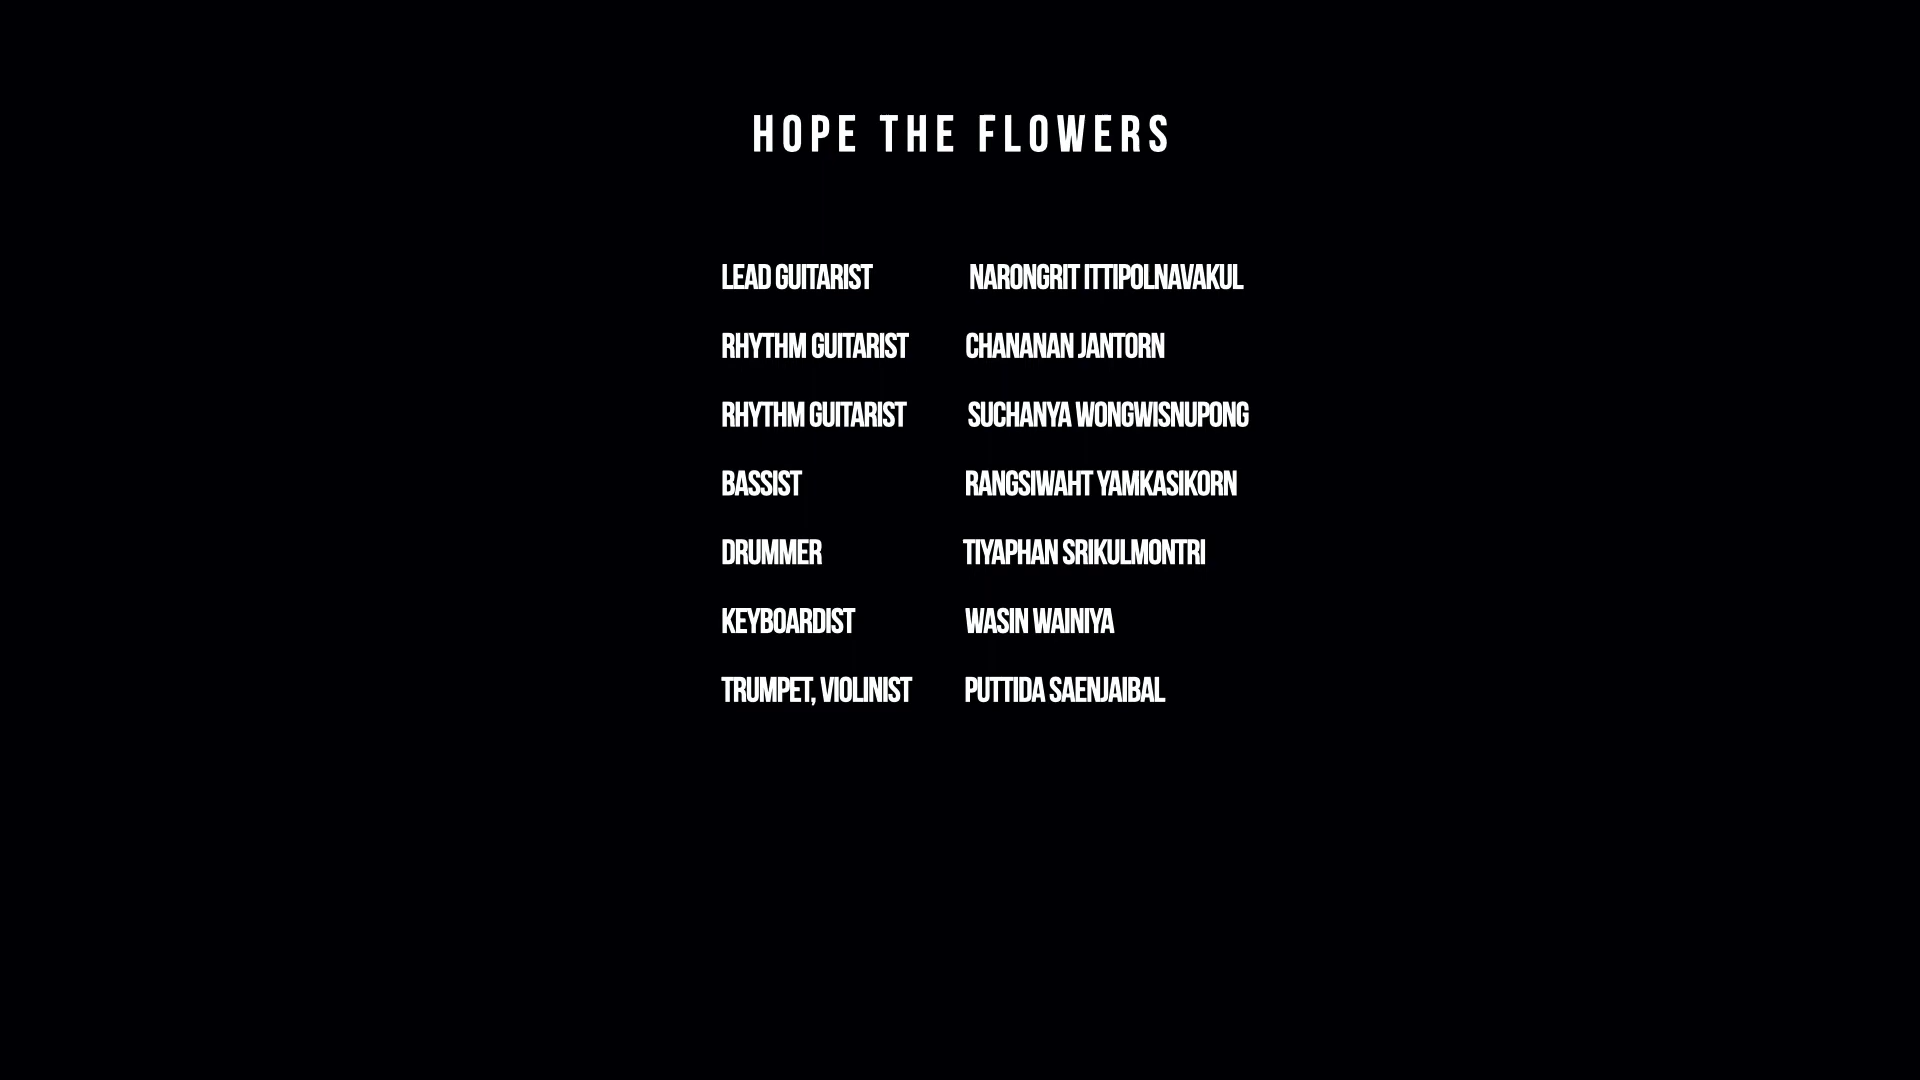 HOPE THE FLOWERS
LEAD GUITARIST NARONGRIT ITTIPOLNAVAKUL
RHYTHM GUITARIST CHANANAN JANTORN
RHYTHM GUITARIST SUCHANYA WONGWISNUPONG
BASSIST RANGSIWAHT YAMKASIKORN
DRUMMER TIYAPHAN SRIKULMONTRI
KEYBOARDIST WASIN WAINIYA
TRUMPET, VIOLINIST PUTTIDA SAENJAIBAL